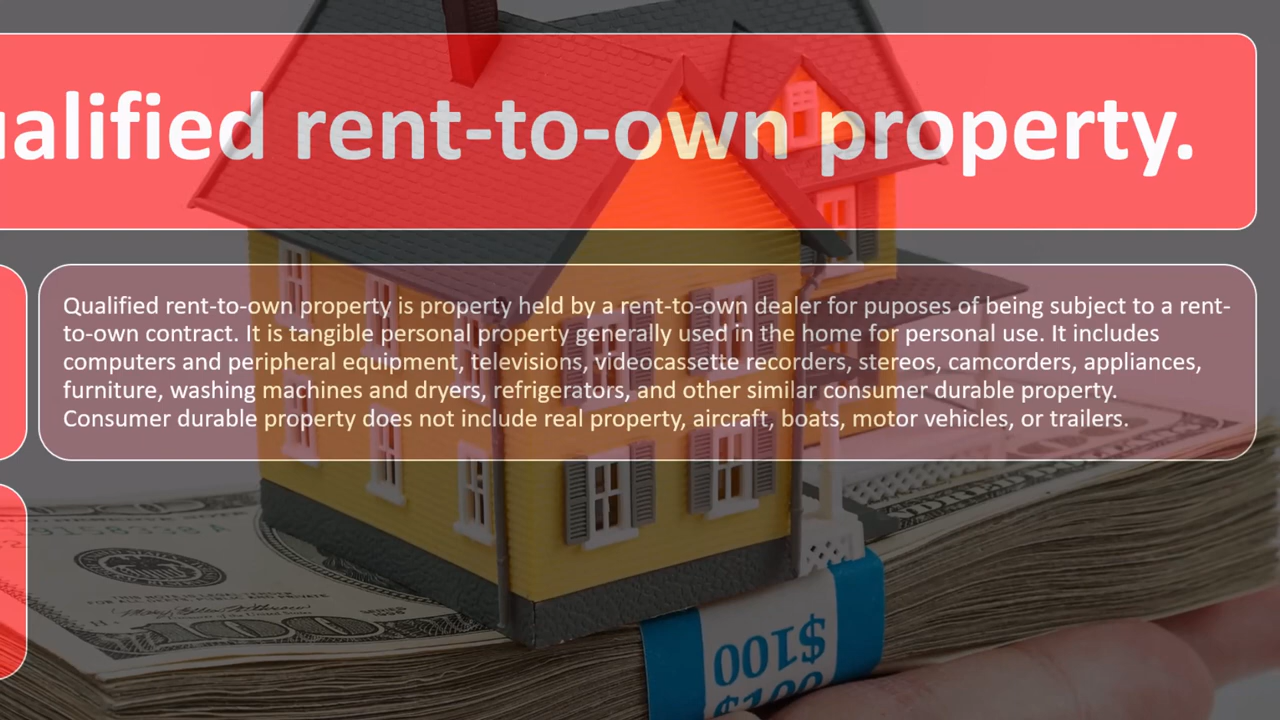 ualified rent-to-own property.
Qualified rent-to-own property is property held by a rent-to-own dealer for puposes of being subject to a rent-
to-own contract. It is tangible personal property generally used in the home for personal use. It includes
computers and peripheral equipment, televisions, videocassette recorders, stereos, camcorders, appliances,
furniture, washing machines and dryers, refrigerators, and other similar consumer durable property.
Consumer durable property does not include real property, aircraft, boats, motor vehicles, or trailers.
100
$100
$100